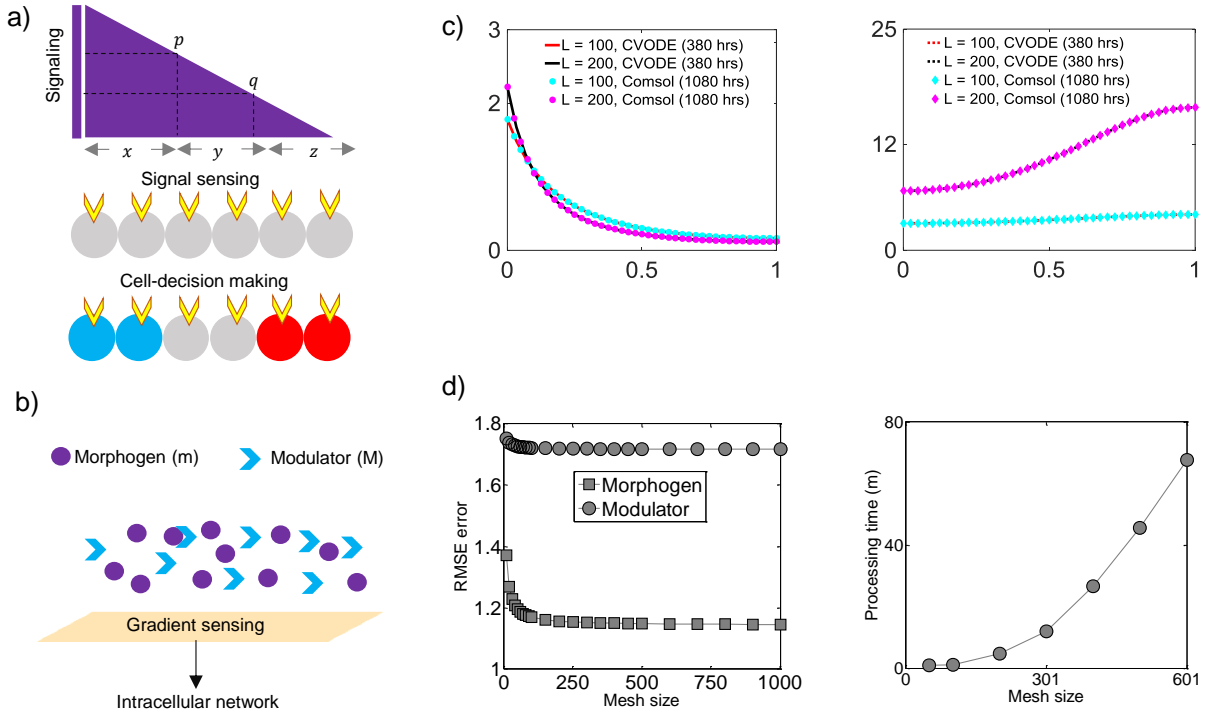 a)
Signaling
p
q
x y z
Signal sensing
Cell-decision making
b)
Morphogen (m)
Modulator (M)
Gradient sensing
Intracellular network
c)
3
2
0
0 0.5 1
L = 100, CVODE (380 hrs)
L = 200, CVODE (380 hrs)
L = 100, Comsol (1080 hrs)
L = 200, Comsol (1080 hrs)
25
12
0
0 0.5 1
L = 100, CVODE (380 hrs)
L = 200, CVODE (380 hrs)
L = 100, Comsol (1080 hrs)
L = 200, Comsol (1080 hrs)
d)
RMSE error
1.8
1.6
1.4
1.2
1
0 250 500 750 1000
Mesh size
Morphogen
Modulator
Processing time (m)
80
40
0
0 301 601
Mesh size